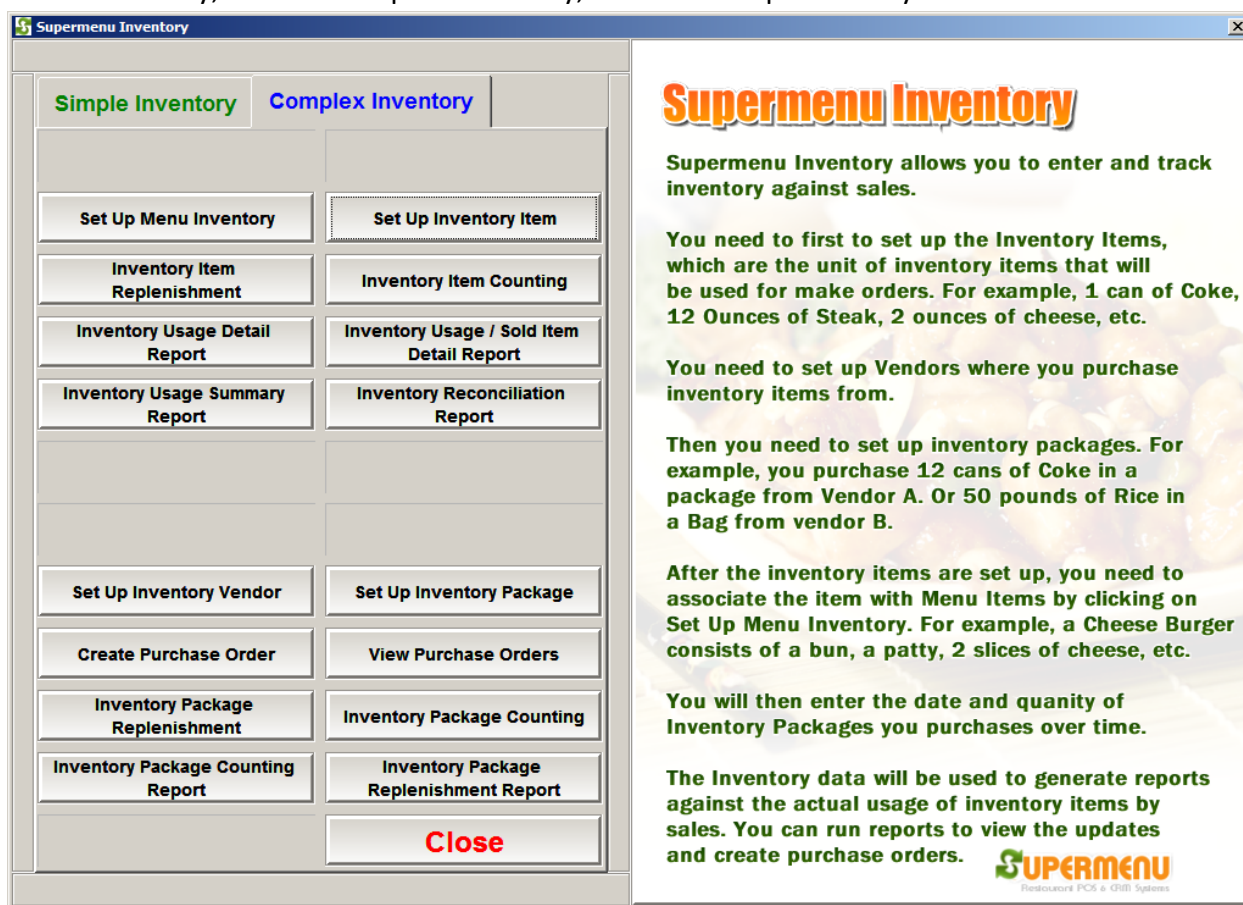 Supermenu Inventory
Simple Inventory
Complex Inventory
Set Up Menu Inventory
Set Up Inventory Item
Inventory Item
Replenishment
Inventory Item Counting
Inventory Usage Detail
Report
Inventory Usage / Sold Item
Detail Report
Inventory Usage Summary
Report
Inventory Reconciliation
Report
Set Up Inventory Vendor
Set Up Inventory Package
Create Purchase Order
View Purchase Orders
Inventory Package
Replenishment
Inventory Package Counting
Inventory Package Counting
Report
Inventory Package
Replenishment Report
Close
Supermenu Inventory
Supermenu Inventory allows you to enter and track
inventory against sales.
You need to first to set up the Inventory Items,
which are the unit of inventory items that will
be used for make orders. For example, 1 can of Coke,
12 Ounces of Steak, 2 ounces of cheese, etc.
You need to set up Vendors where you purchase
inventory items from.
Then you need to set up inventory packages. For
example, you purchase 12 cans of Coke in a
package from Vendor A. Or 50 pounds of Rice in
a Bag from vendor B.
After the inventory items are set up, you need to
associate the item with Menu Items by clicking on
Set Up Menu Inventory. For example, a Cheese Burger
consists of a bun, a patty, 2 slices of cheese, etc.
You will then enter the date and quanity of
Inventory Packages you purchases over time.
The Inventory data will be used to generate reports
against the actual usage of inventory items by
sales. You can run reports to view the updates
and create purchase orders.
SUPERMENU
Restaurant POS & CRM Systems